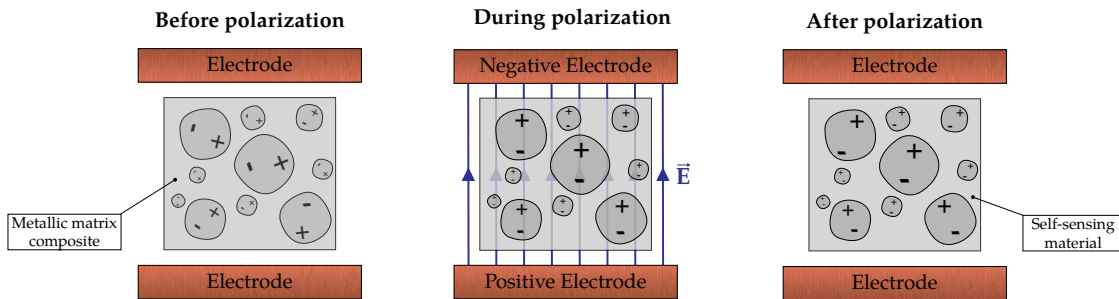 Before polarization
During polarization
After polarization
Electrode
Negative Electrode
Electrode
E
Metallic matrix
composite
Self-sensing
material
Electrode
Positive Electrode
Electrode